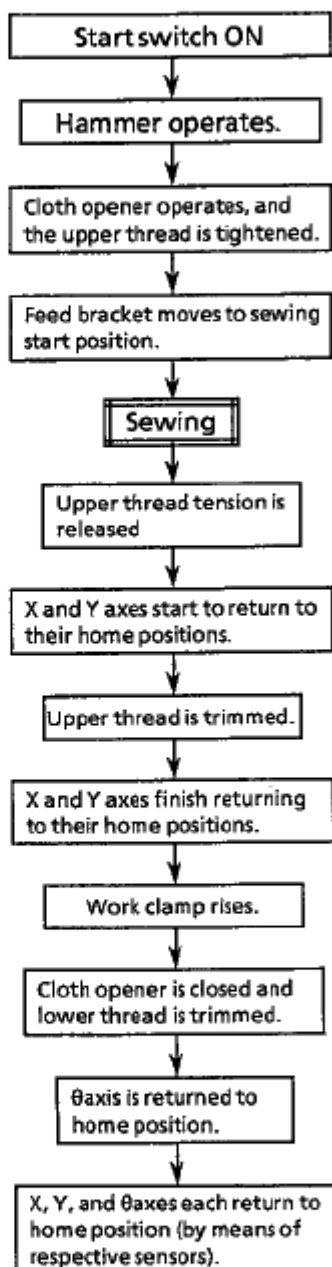 Start switch ON
Hammer operates.
Cloth opener operates, and
the upper thread is tightened.
Feed bracket moves to sewing
start position.
Sewing
Upper thread tension is
released
X and Y axes start to return to
their home positions.
Upper thread is trimmed.
X and Y axes finish returning
to their home positions.
Work clamp rises.
Cloth opener is closed and
lower thread is trimmed.
θaxis is returned to
home position.
X, Y, and θaxes each return to
home position (by means of
respective sensors).